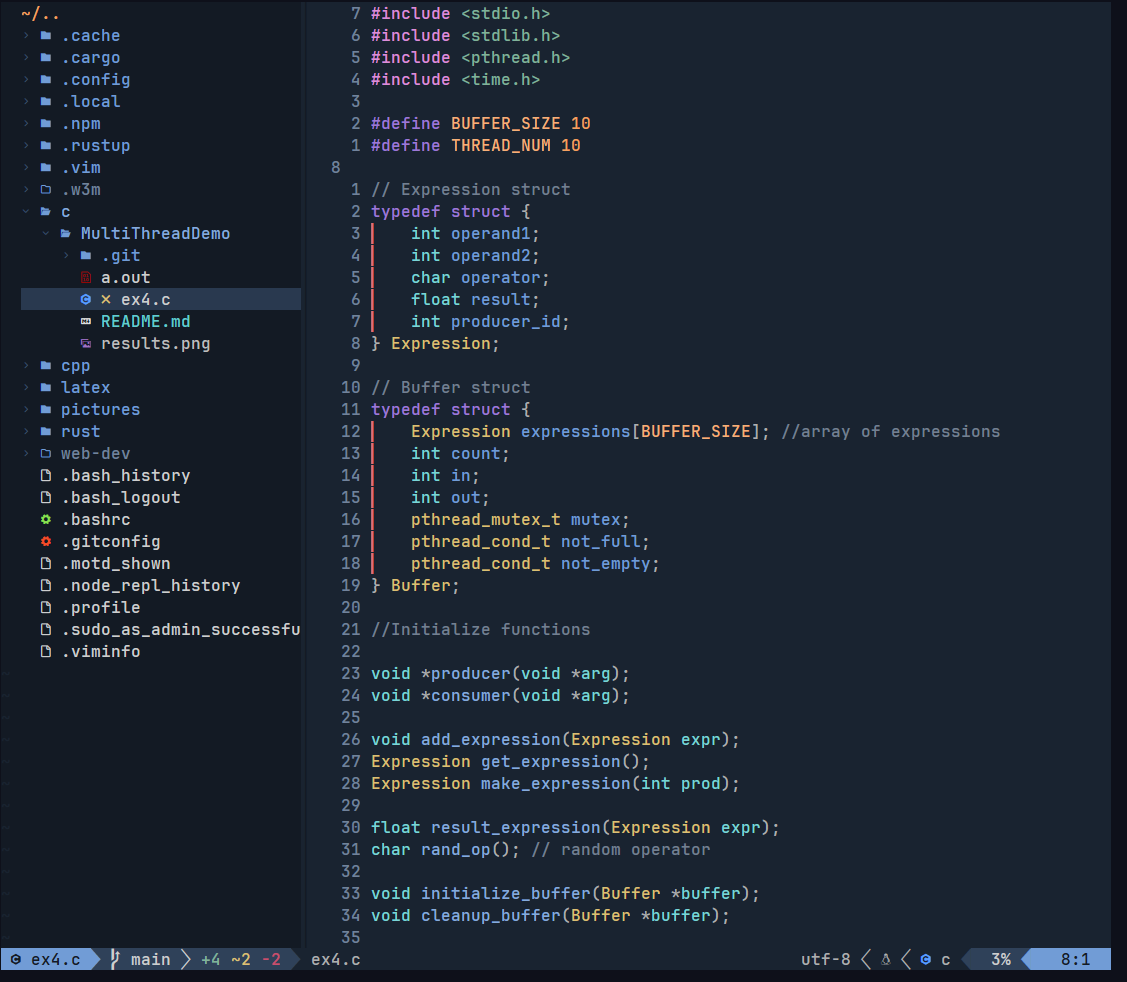 ~/..
.cache
.cargo
.config
.local
.npm
.rustup
.vim
.w3m
c
MultiThreadDemo
.git
a.out
ex4.c
README.md
results.png
cpp
latex
pictures
rust
web-dev
.bash_history
.bash_logout
.bashrc
.gitconfig
.motd_shown
.node_repl_history
.profile
.sudo_as_admin_successfu
.viminfo
7 #include <stdio.h>
6 #include <stdlib.h>
5 #include <pthread.h>
4 #include <time.h>
3
2 #define BUFFER_SIZE 10
1 #define THREAD_NUM 10
8
1 // Expression struct
2 typedef struct {
3     int operand1;
4     int operand2;
5     char operator;
6     float result;
7     int producer_id;
8 } Expression;
9
10 // Buffer struct
11 typedef struct {
12     Expression expressions[BUFFER_SIZE]; //array of expressions
13     int count;
14     int in;
15     int out;
16     pthread_mutex_t mutex;
17     pthread_cond_t not_full;
18     pthread_cond_t not_empty;
19 } Buffer;
20
21 //Initialize functions
22
23 void *producer(void *arg);
24 void *consumer(void *arg);
25
26 void add_expression(Expression expr);
27 Expression get_expression();
28 Expression make_expression(int prod);
29
30 float result_expression(Expression expr);
31 char rand_op(); // random operator
32
33 void initialize_buffer(Buffer *buffer);
34 void cleanup_buffer(Buffer *buffer);
35
ex4.c main +4 ~2 -2 ex4.c utf-8 c 3% 8:1